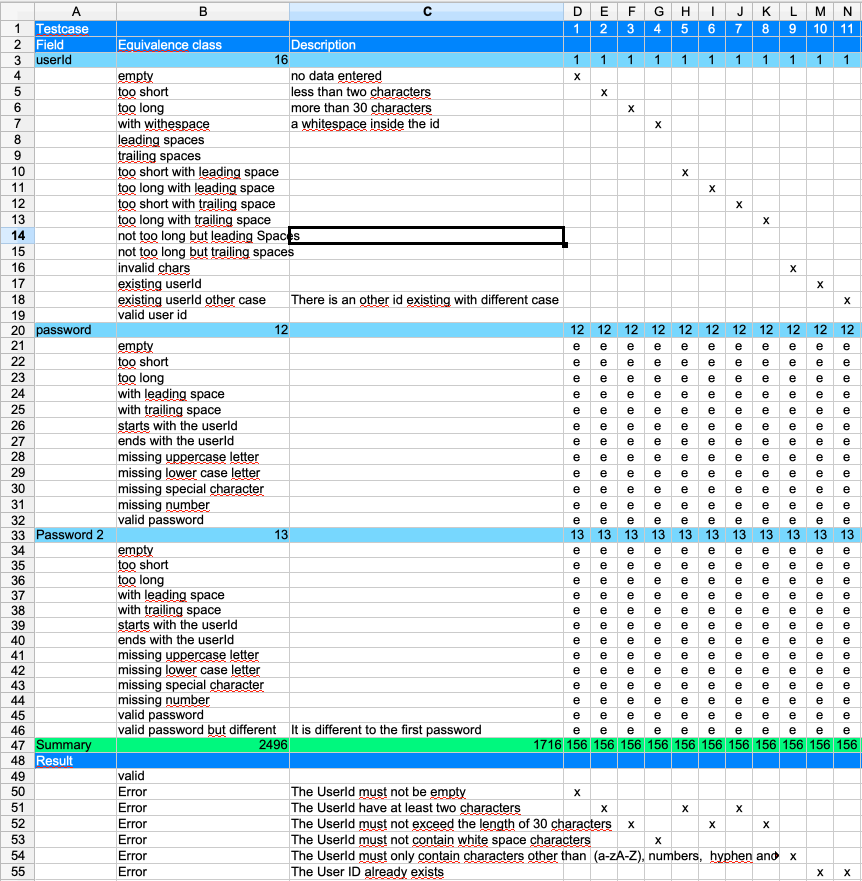 A B C D E F G H I J K L M N
1 Testcase 1 2 3 4 5 6 7 8 9 10 11
2 Field Equivalence class Description
3 userId 16 1 1 1 1 1 1 1 1 1 1 1
4 empty no data entered x
5 too short less than two characters x
6 too long more than 30 characters x
7 with withespace a whitespace inside the id x
8 leading spaces
9 trailing spaces
10 too short with leading space x
11 too long with leading space x
12 too short with trailing space x
13 too long with trailing space x
14 not too long but leading Spaces
15 not too long but trailing spaces
16 invalid chars x
17 existing userId x
18 existing userId other case There is an other id existing with different case x
19 valid user id
20 password 12 12 12 12 12 12 12 12 12 12 12 12
21 empty e e e e e e e e e e e
22 too short e e e e e e e e e e e
23 too long e e e e e e e e e e e
24 with leading space e e e e e e e e e e e
25 with trailing space e e e e e e e e e e e
26 starts with the userId e e e e e e e e e e e
27 ends with the userId e e e e e e e e e e e
28 missing uppercase letter e e e e e e e e e e e
29 missing lower case letter e e e e e e e e e e e
30 missing special character e e e e e e e e e e e
31 missing number e e e e e e e e e e e
32 valid password e e e e e e e e e e e
33 Password 2 13 13 13 13 13 13 13 13 13 13 13 13
34 empty e e e e e e e e e e e
35 too short e e e e e e e e e e e
36 too long e e e e e e e e e e e
37 with leading space e e e e e e e e e e e
38 with trailing space e e e e e e e e e e e
39 starts with the userId e e e e e e e e e e e
40 ends with the userId e e e e e e e e e e e
41 missing uppercase letter e e e e e e e e e e e
42 missing lower case letter e e e e e e e e e e e
43 missing special character e e e e e e e e e e e
44 missing number e e e e e e e e e e e
45 valid password e e e e e e e e e e e
46 valid password but different It is different to the first password e e e e e e e e e e e
47 Summary 2496 1716 156 156 156 156 156 156 156 156 156 156 156
48 Result
49 valid
50 Error The UserId must not be empty x
51 Error The UserId have at least two characters x x x
52 Error The UserId must not exceed the length of 30 characters x x x
53 Error The UserId must not contain white space characters x
54 Error The UserId must only contain characters other than (a-zA-Z), numbers, hyphen and x
55 Error The User ID already exists x x